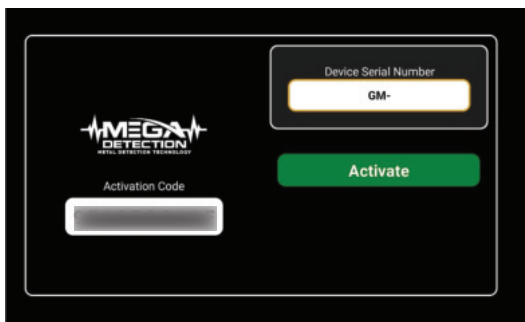 MEGA
DETECTION
METAL DETECTION TECHNOLOGY
Activation Code
Device Serial Number
GM-
Activate